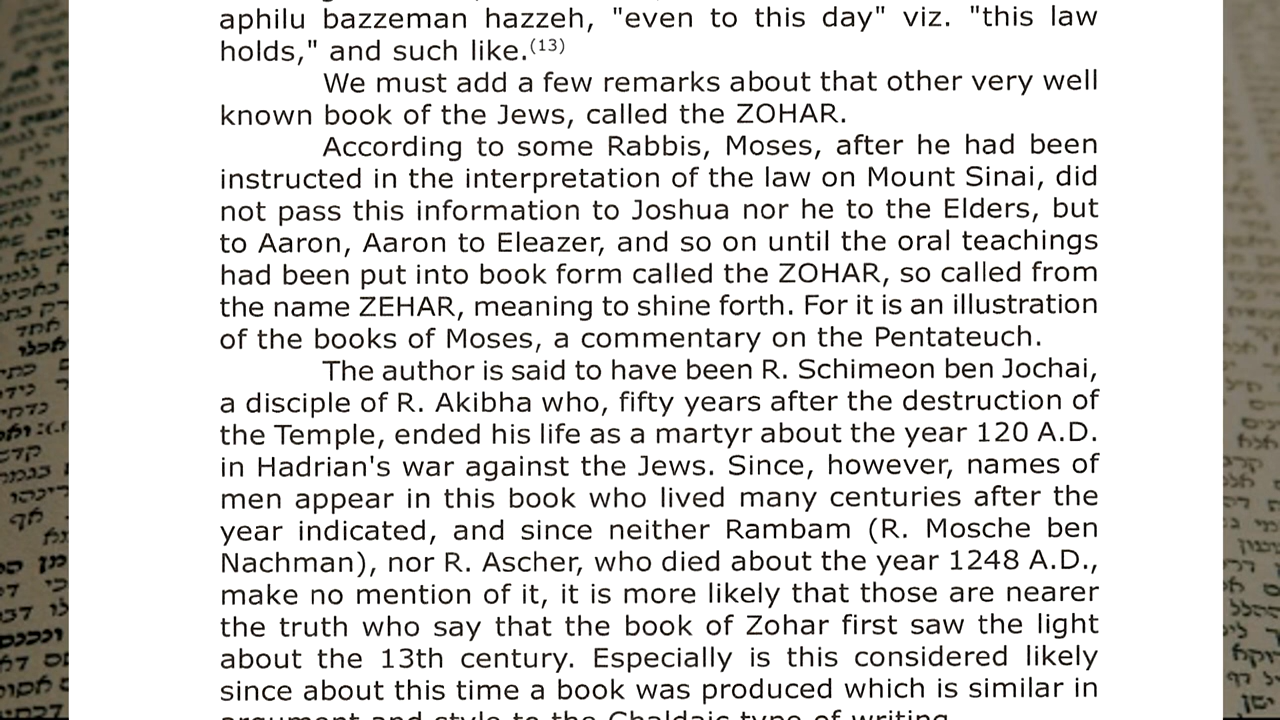 aphilu bazzeman hazzeh, "even to this day" viz. "this law
holds," and such like.(13)
We must add a few remarks about that other very well
known book of the Jews, called the ZOHAR.
According to some Rabbis, Moses, after he had been
instructed in the interpretation of the law on Mount Sinai, did
not pass this information to Joshua nor he to the Elders, but
to Aaron, Aaron to Eleazer, and so on until the oral teachings
had been put into book form called the ZOHAR, so called from
the name ZEHAR, meaning to shine forth. For it is an illustration
of the books of Moses, a commentary on the Pentateuch.
The author is said to have been R. Schimeon ben Jochai,
a disciple of R. Akibha who, fifty years after the destruction of
the Temple, ended his life as a martyr about the year 120 A.D.
in Hadrian's war against the Jews. Since, however, names of
men appear in this book who lived many centuries after the
year indicated, and since neither Rambam (R. Mosche ben
Nachman), nor R. Ascher, who died about the year 1248 A.D.,
make no mention of it, it is more likely that those are nearer
the truth who say that the book of Zohar first saw the light
about the 13th century. Especially is this considered likely
since about this time a book was produced which is similar in
argument and style to the Chaldaic type of writing.